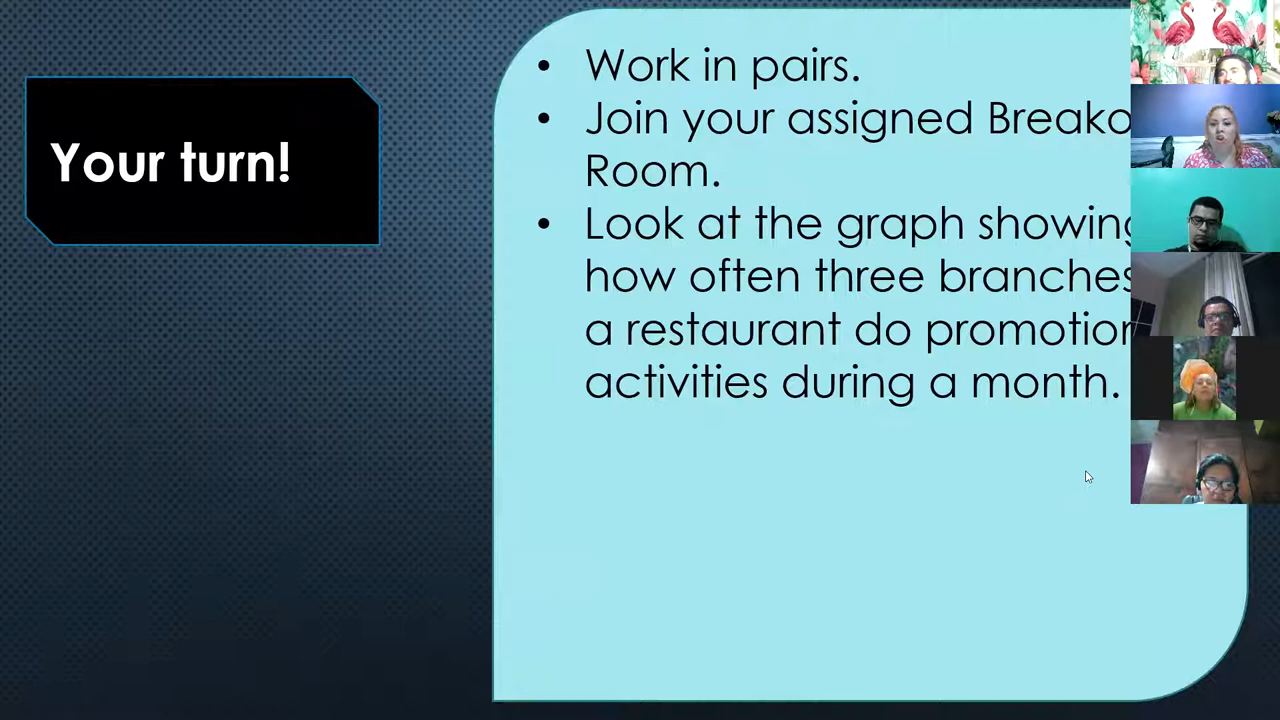 Your turn!
• Work in pairs.
• Join your assigned
Room.
• Look at the graph
how often three branches
a restaurant do
activities during a month.